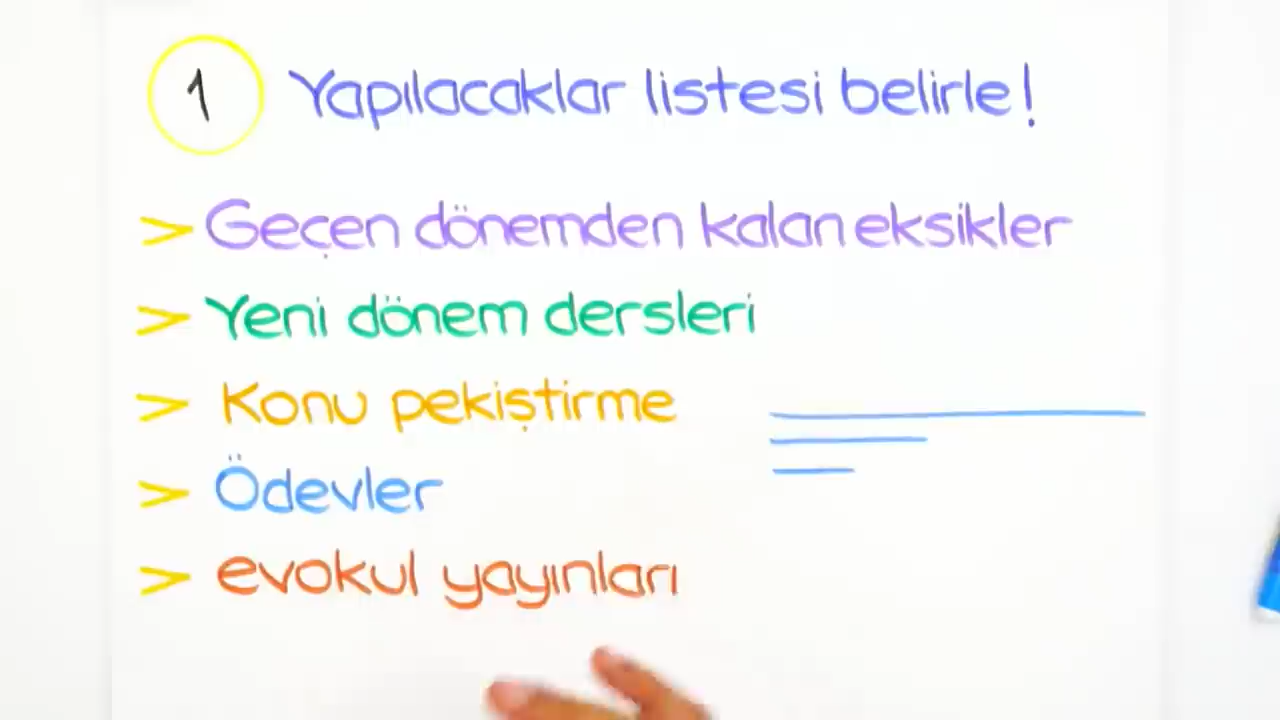 1 Yapılacaklar listesi belirle!
> Geçen dönemden kalan eksikler
> Yeni dönem dersleri
> Konu pekiştirme
> Ödevler
> evokul yayınları